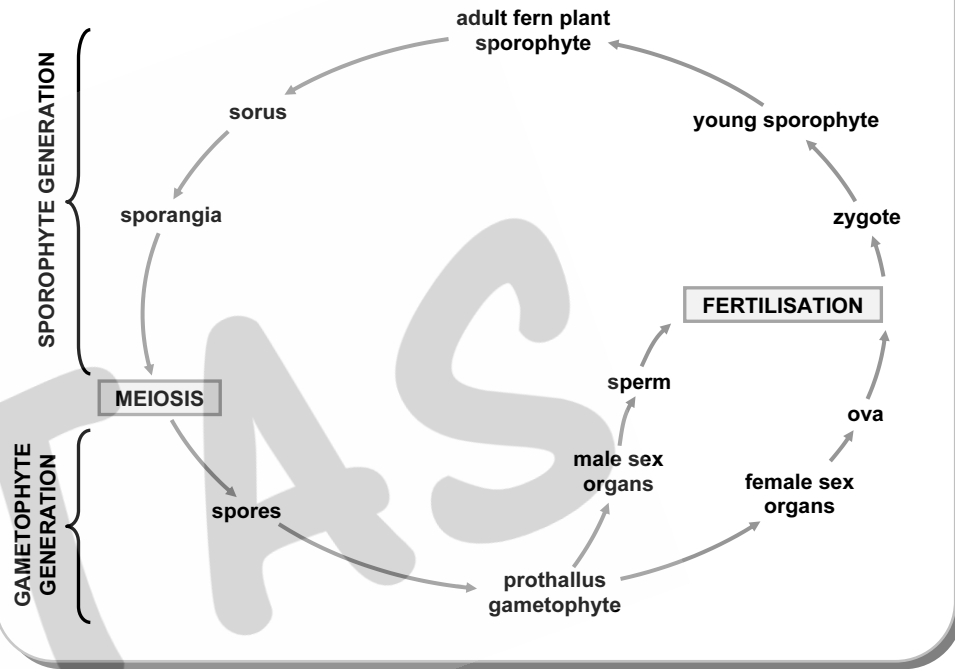 adult fern plant
sporophyte
sorus
young sporophyte
SPOROPHYTE GENERATION
sporangia
zygote
FERTILISATION
MEIOSIS
sperm
ova
male sex
organs
female sex
organs
GAMETOPHYTE
GENERATION
spores
prothallus
gametophyte
TAS